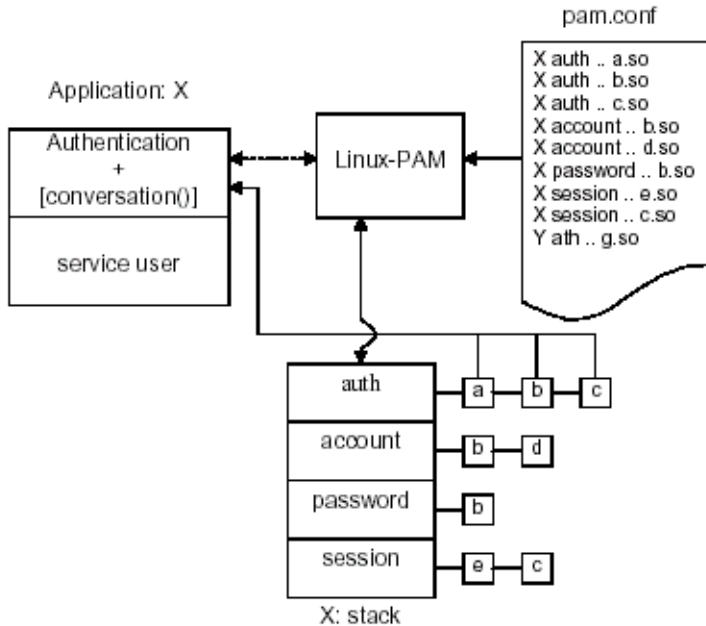 pam.conf
X auth .. a.so
X auth .. b.so
X auth .. c.so
X account .. b.so
X account .. d.so
X password .. b.so
X session .. e.so
X session .. c.so
Y ath .. g.so
Application: X
Authentication
+
[conversation()]
service user
Linux-PAM
auth
a
b
c
account
b
d
password
b
session
e
c
X: stack